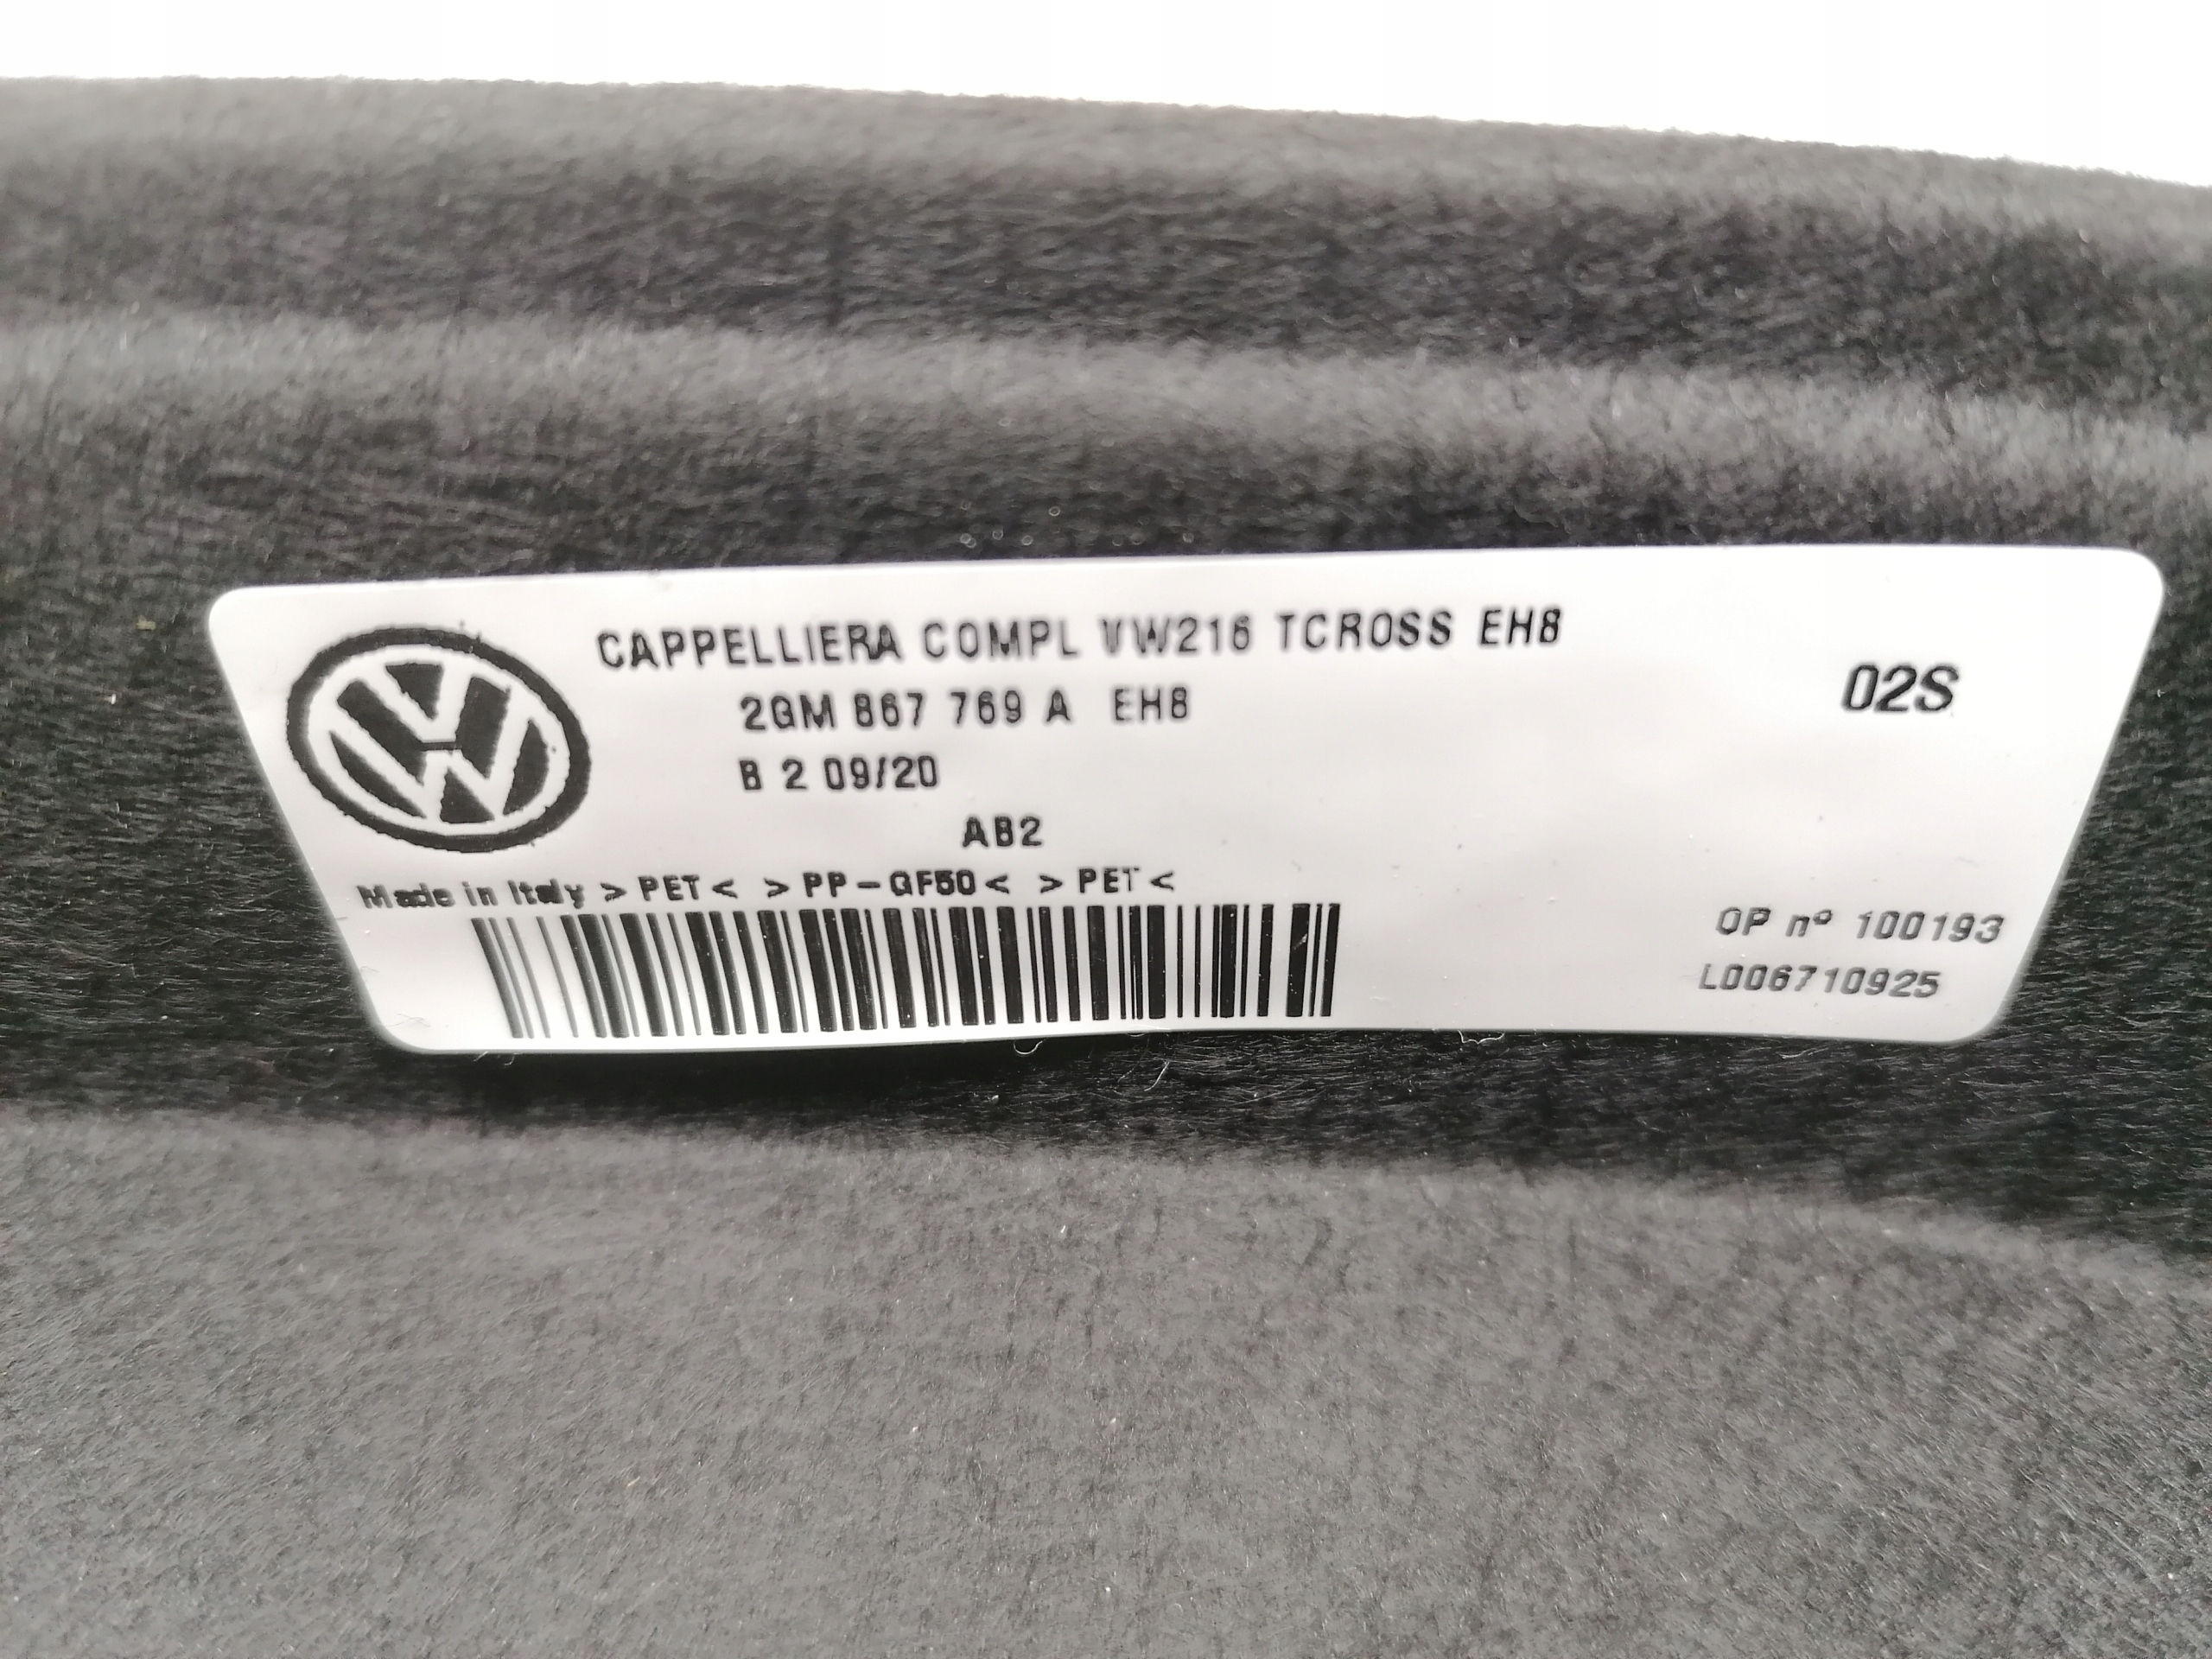 CAPPELLIERA COMPL VW216 TCROSS EH8
2GM 867 769 A EH8
02S
B 2 09/20
AB2
Made in Italy >PET< >PP-GF50< >PET<
OP nº 100193
L006710925